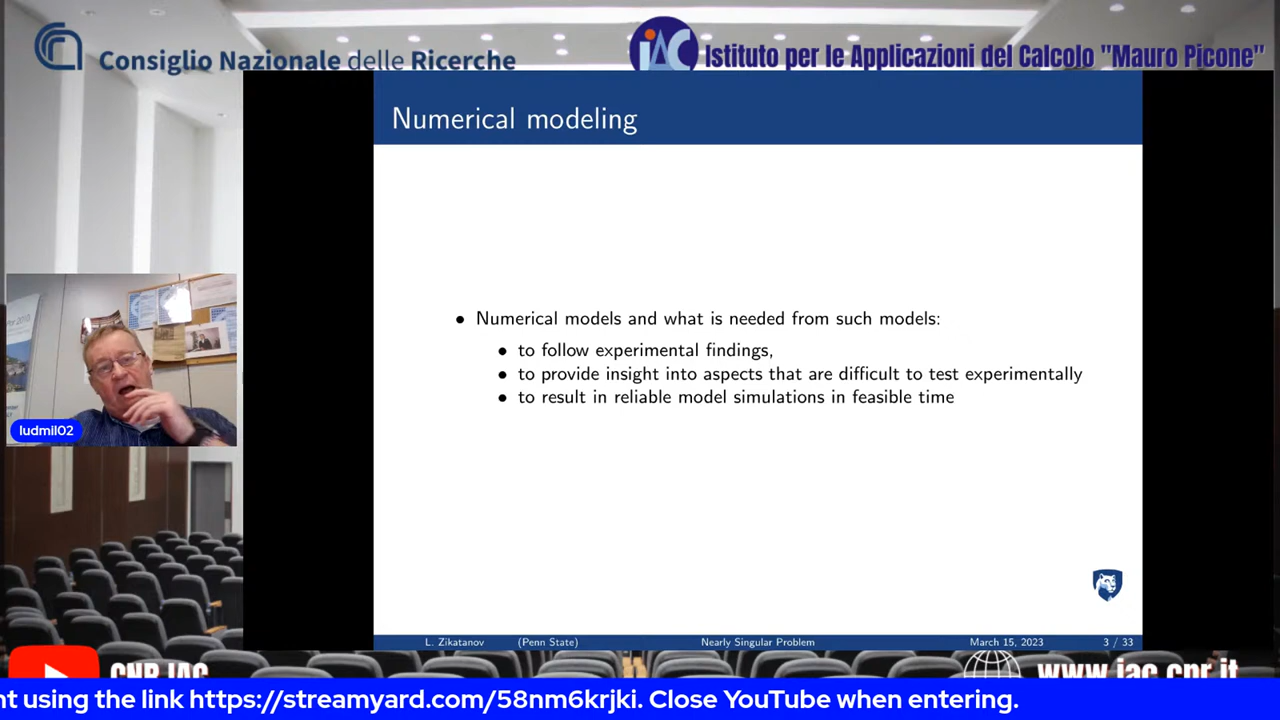 Consiglio Nazionale delle Ricerche
IAC Istituto per le Applicazioni del Calcolo "Mauro Picone"
Numerical modeling
• Numerical models and what is needed from such models:
• to follow experimental findings,
• to provide insight into aspects that are difficult to test experimentally
• to result in reliable model simulations in feasible time
ludmil02
L. Zikatanov (Penn State) Nearly Singular Problem March 15, 2023 3 / 33
CNR IAC
www.iac.cnr.it
nt using the link https://streamyard.com/58nm6krjki. Close YouTube when entering.